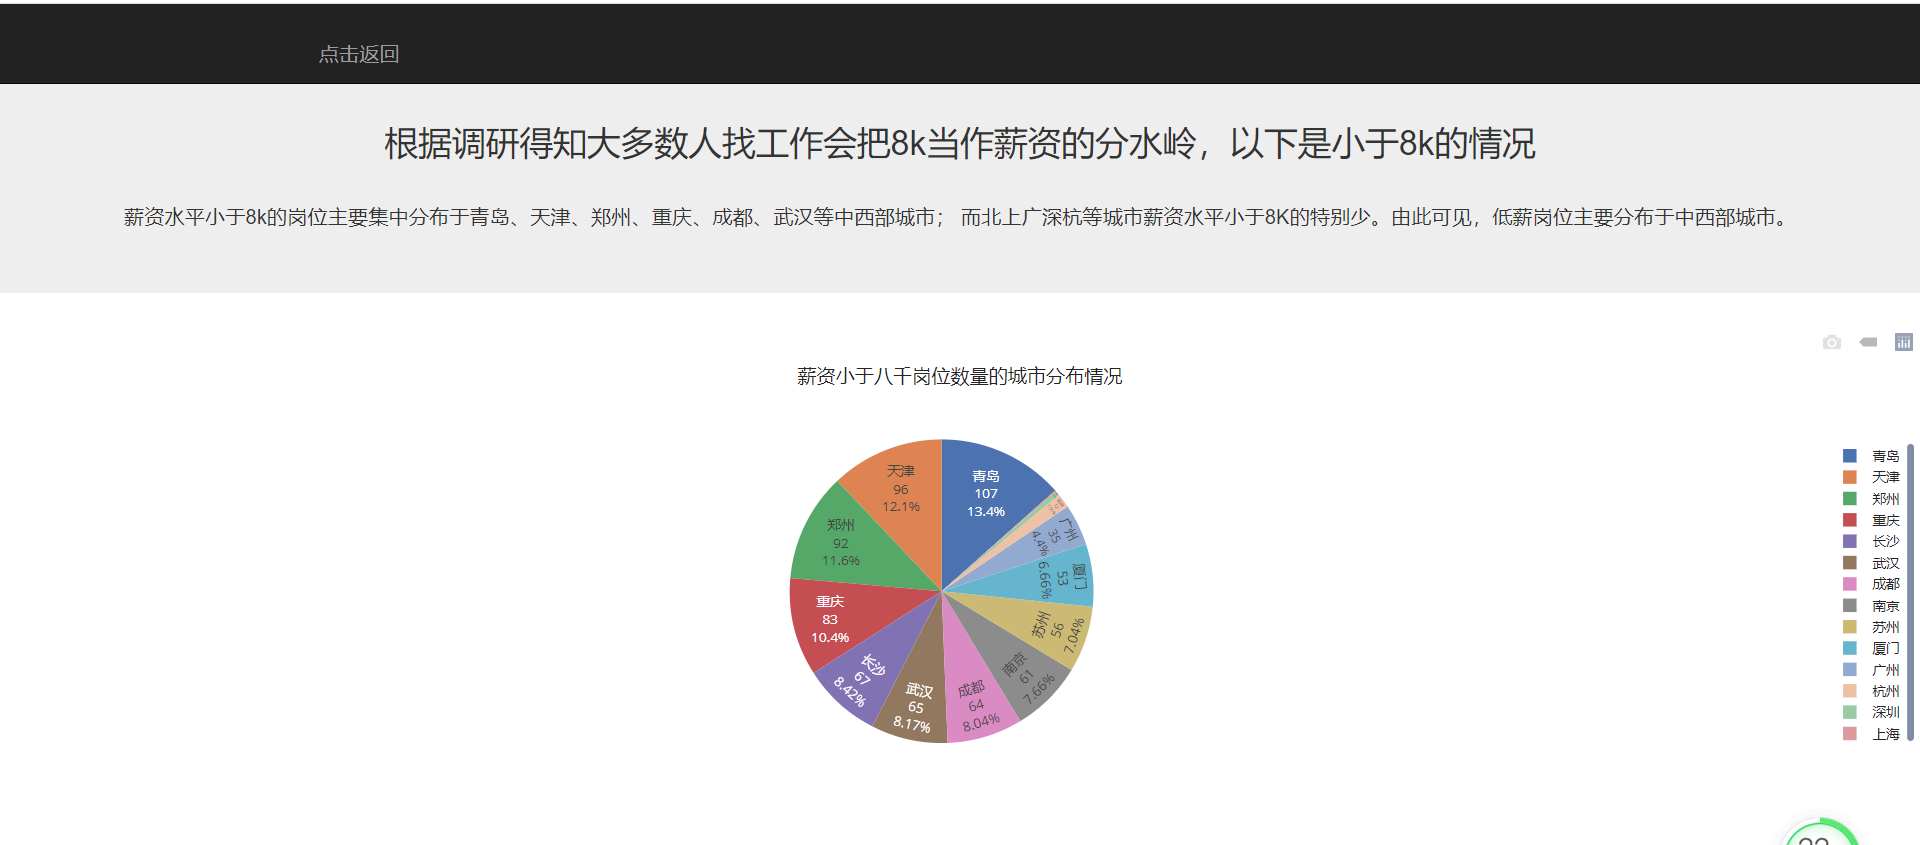 点击返回
根据调研得知大多数人找工作会把8k当作薪资的分水岭，以下是小于8k的情况
薪资水平小于8k的岗位主要集中分布于青岛、天津、郑州、重庆、成都、武汉等中西部城市； 而北上广深杭等城市薪资水平小于8K的特别少。由此可见，低薪岗位主要分布于中西部城市。
薪资小于八千岗位数量的城市分布情况
青岛
107
13.4%
天津
96
12.1%
郑州
92
11.6%
重庆
83
10.4%
长沙
67
8.42%
武汉
65
8.17%
成都
64
8.04%
南京
61
7.66%
苏州
56
7.04%
厦门
53
6.66%
广州
35
4.4%
青岛
天津
郑州
重庆
长沙
武汉
成都
南京
苏州
厦门
广州
杭州
深圳
上海